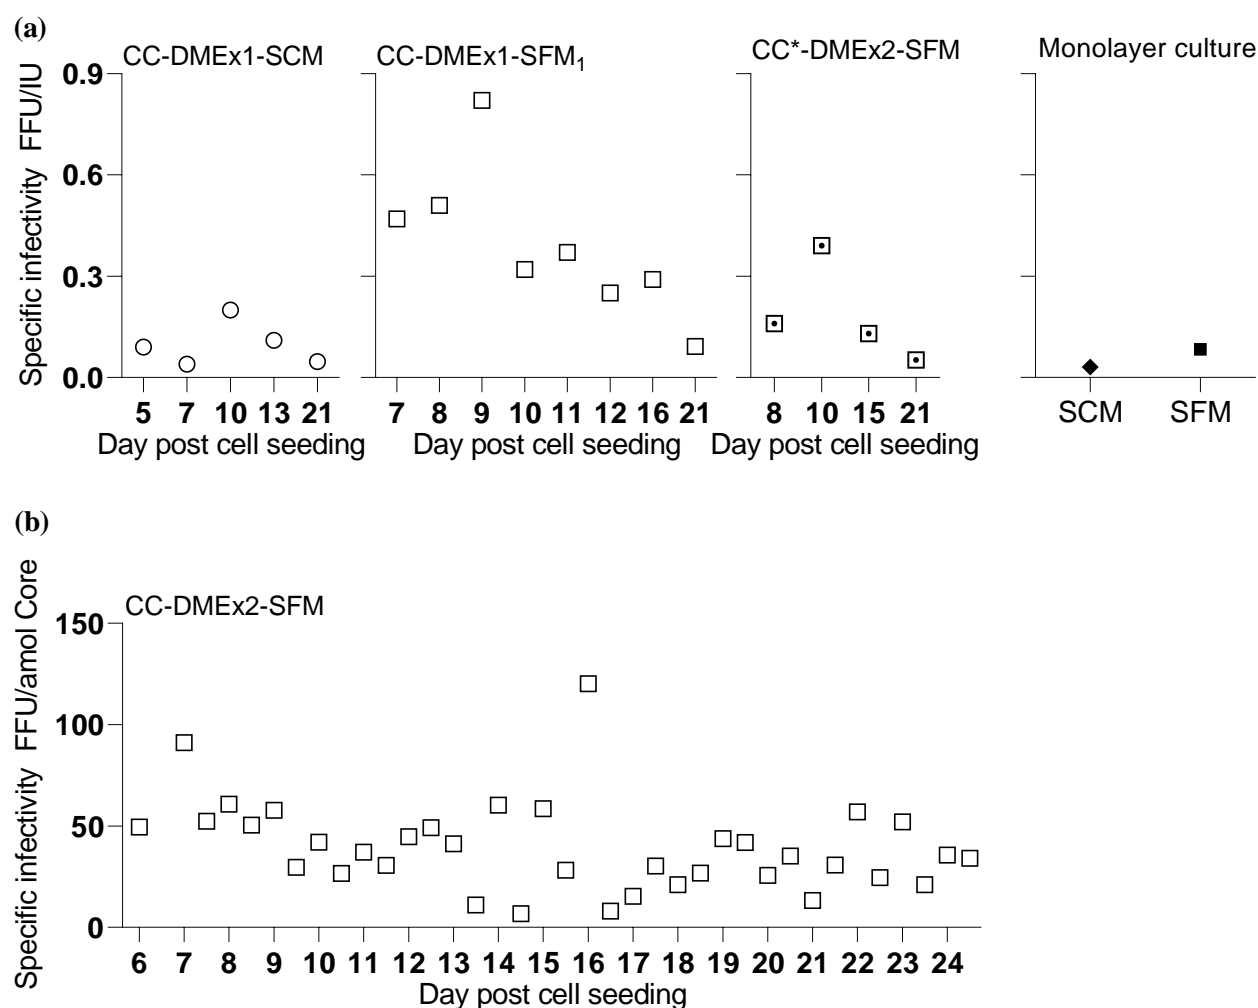 (a)
CC-DMEx1-SCM
CC-DMEx1-SFM₁
CC*-DMEx2-SFM
Monolayer culture
Specific infectivity FFU/IU
0.9
0.6
0.3
0.0
5 7 10 13 21
7 8 9 10 11 12 16 21
8 10 15 21
SCM SFM
Day post cell seeding
Day post cell seeding
Day post cell seeding
(b)
CC-DMEx2-SFM
Specific infectivity FFU/amol Core
150
100
50
0
6 7 8 9 10 11 12 13 14 15 16 17 18 19 20 21 22 23 24
Day post cell seeding